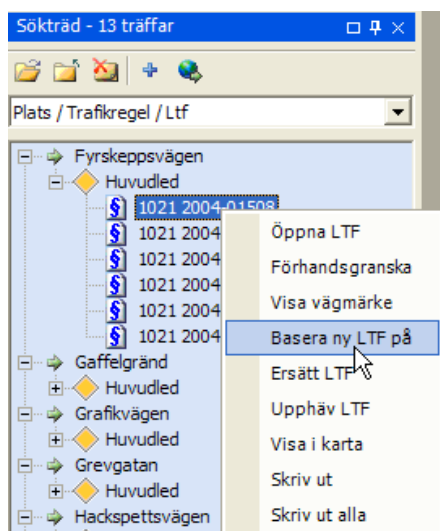 Sökträd - 13 träffar
Plats / Trafikregel / Ltf
Fyrskeppsvägen
Huvudled
§ 1021 2004-01508
§ 1021 2004
§ 1021 2004
§ 1021 2004
§ 1021 2004
§ 1021 2004
Gaffelgränd
Huvudled
Grafikvägen
Huvudled
Grevgatan
Huvudled
Hackspettsvägen
Öppna LTF
Förhandsgranska
Visa vägmärke
Basera ny LTF på
Ersätt LTF
Upphäv LTF
Visa i karta
Skriv ut
Skriv ut alla